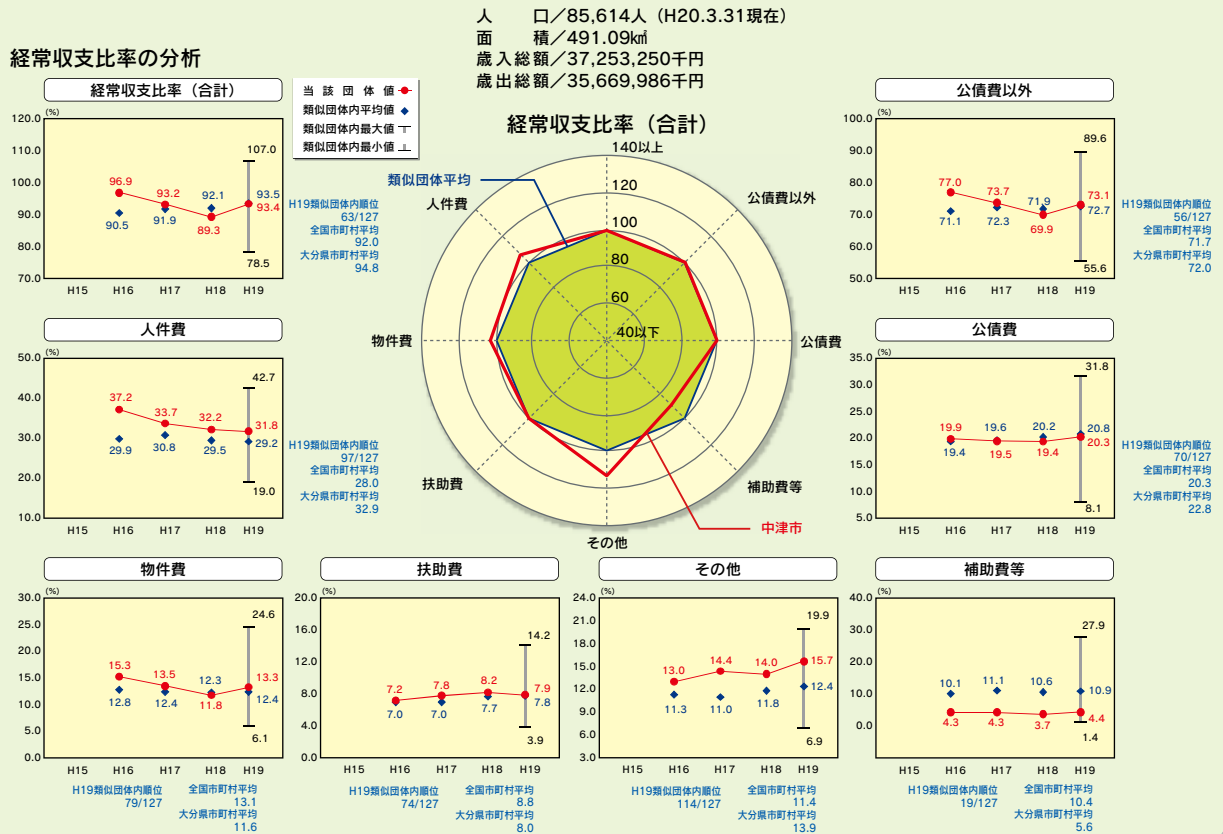 人　　口／85,614人（H20.3.31現在）
面　　積／491.09k㎡
歳入総額／37,253,250千円
歳出総額／35,669,986千円
経常収支比率の分析
経常収支比率（合計）
(%)
120.0
110.0
100.0
90.0
80.0
70.0
96.9
93.2
92.1
107.0
93.5
93.4
90.5
91.9
89.3
78.5
H15
H16
H17
H18
H19
H19類似団体内順位
63/127
全国市町村平均
92.0
大分県市町村平均
94.8
当該団体値
類似団体内平均値
類似団体内最大値
類似団体内最小値
経常収支比率（合計）
140以上
120
100
80
60
40以下
類似団体平均
人件費
公債費以外
物件費
公債費
扶助費
補助費等
その他
中津市
公債費以外
(%)
100.0
90.0
80.0
70.0
60.0
50.0
77.0
73.7
71.9
89.6
73.1
72.7
71.1
72.3
69.9
55.6
H15
H16
H17
H18
H19
H19類似団体内順位
56/127
全国市町村平均
71.7
大分県市町村平均
72.0
人件費
(%)
50.0
40.0
30.0
20.0
10.0
37.2
33.7
32.2
42.7
31.8
29.2
29.9
30.8
29.5
19.0
H15
H16
H17
H18
H19
H19類似団体内順位
97/127
全国市町村平均
28.0
大分県市町村平均
32.9
公債費
(%)
35.0
30.0
25.0
20.0
15.0
10.0
5.0
19.9
19.6
20.2
31.8
20.8
20.3
19.4
19.5
19.4
8.1
H15
H16
H17
H18
H19
H19類似団体内順位
70/127
全国市町村平均
20.3
大分県市町村平均
22.8
物件費
(%)
30.0
25.0
20.0
15.0
10.0
5.0
0.0
15.3
13.5
12.3
24.6
13.3
12.4
12.8
12.4
11.8
6.1
H15
H16
H17
H18
H19
H19類似団体内順位
79/127
全国市町村平均
13.1
大分県市町村平均
11.6
扶助費
(%)
20.0
16.0
12.0
8.0
4.0
0.0
7.2
7.8
8.2
14.2
7.9
7.8
7.0
7.0
7.7
3.9
H15
H16
H17
H18
H19
H19類似団体内順位
74/127
全国市町村平均
8.8
大分県市町村平均
8.0
その他
(%)
24.0
21.0
18.0
15.0
12.0
9.0
6.0
3.0
13.0
14.4
14.0
19.9
15.7
12.4
11.3
11.0
11.8
6.9
H15
H16
H17
H18
H19
H19類似団体内順位
114/127
全国市町村平均
11.4
大分県市町村平均
13.9
補助費等
(%)
40.0
30.0
20.0
10.0
0.0
10.1
11.1
10.6
27.9
10.9
4.4
4.3
4.3
3.7
1.4
H15
H16
H17
H18
H19
H19類似団体内順位
19/127
全国市町村平均
10.4
大分県市町村平均
5.6